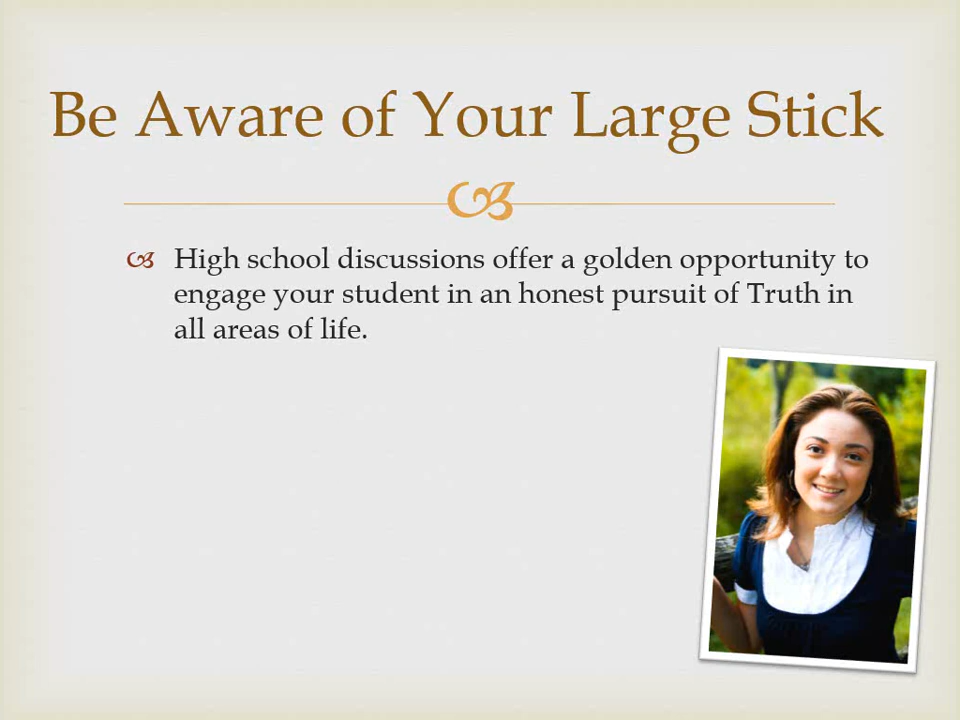 Be Aware of Your Large Stick
High school discussions offer a golden opportunity to
engage your student in an honest pursuit of Truth in
all areas of life.